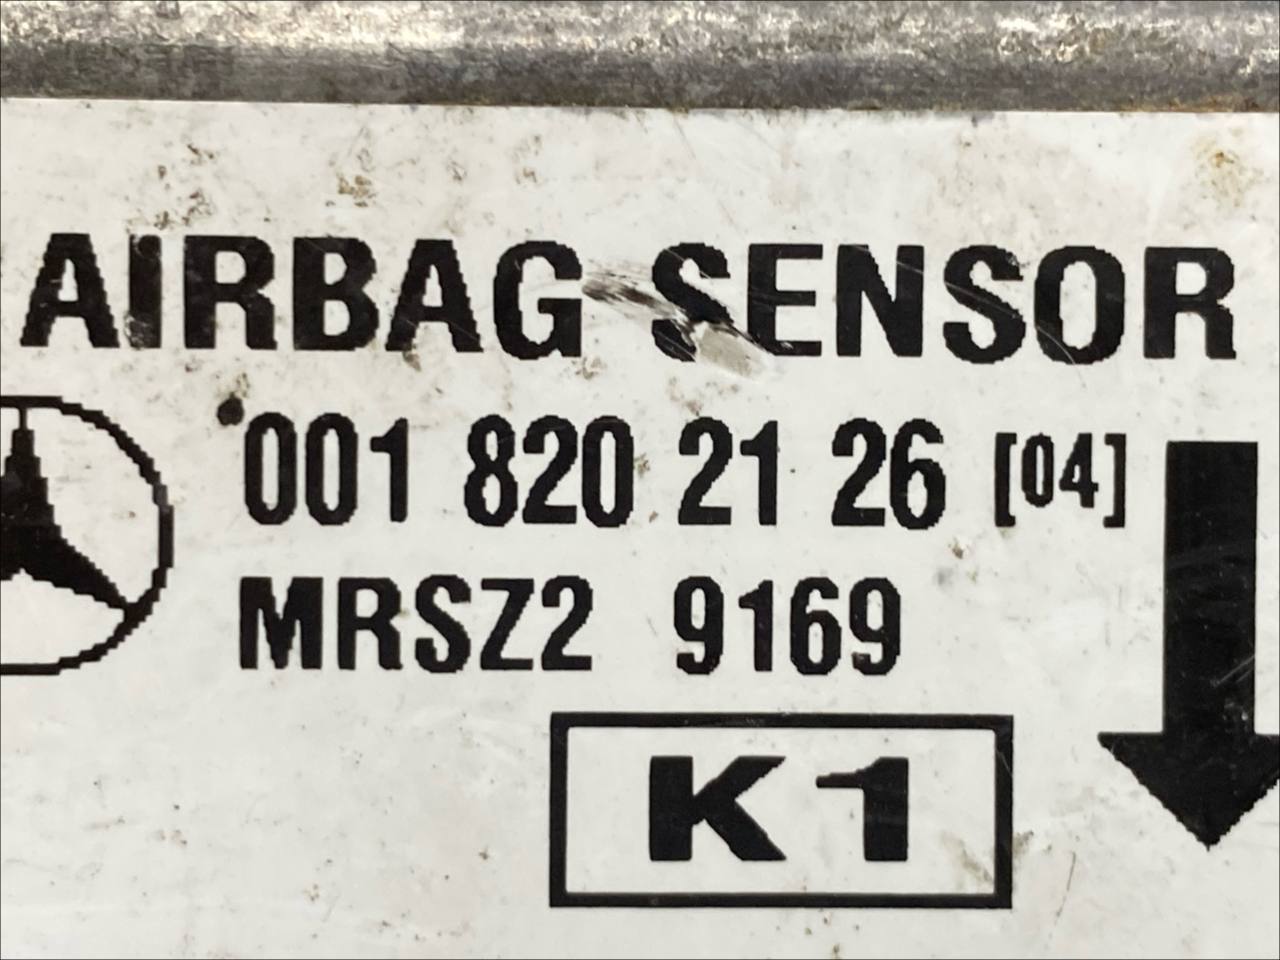 AIRBAG SENSOR
001 820 21 26 [04]
MRSZ2 9169
K1